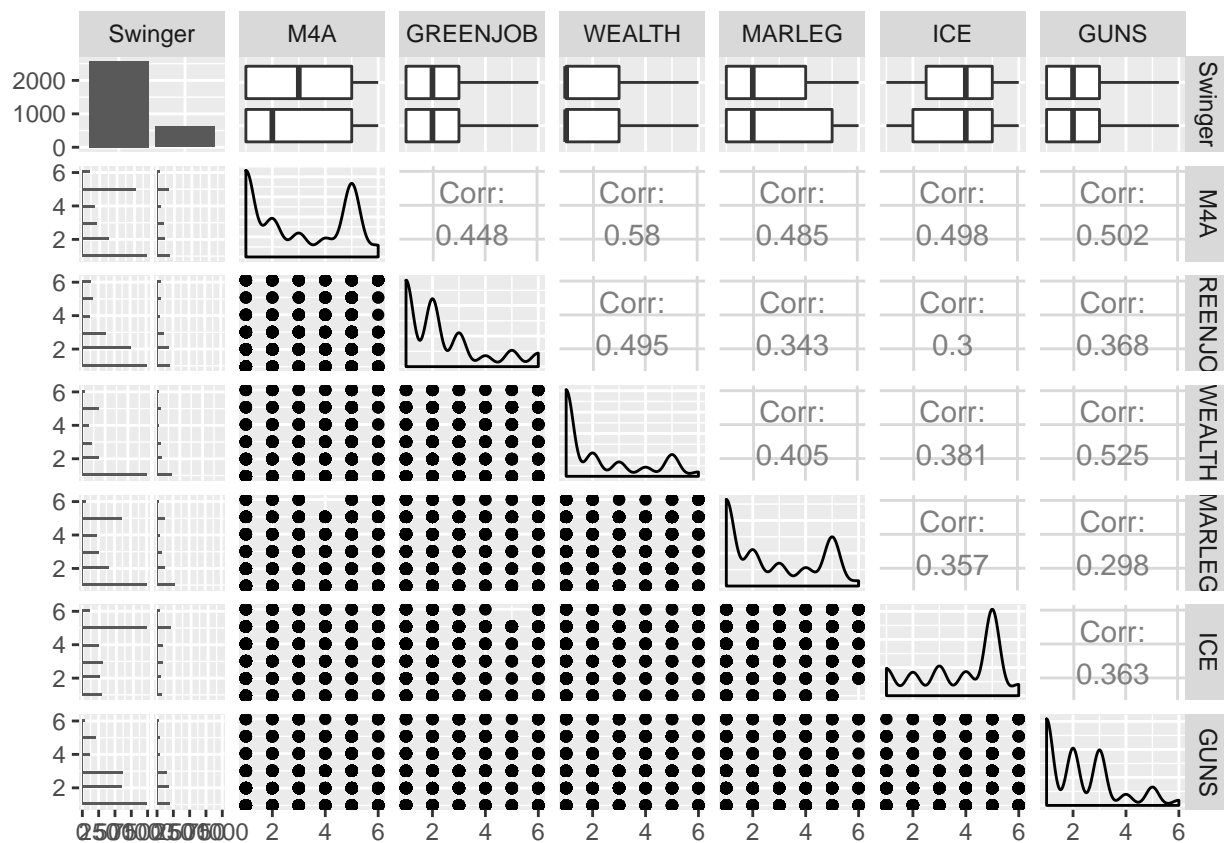 Swinger M4A GREENJOB WEALTH MARLEG ICE GUNS
2000
1000
0
Swinger
6
4
2
Corr:
0.448
Corr:
0.58
Corr:
0.485
Corr:
0.498
Corr:
0.502
M4A
6
4
2
Corr:
0.495
Corr:
0.343
Corr:
0.3
Corr:
0.368
REENJO
6
4
2
Corr:
0.405
Corr:
0.381
Corr:
0.525
WEALTH
6
4
2
Corr:
0.357
Corr:
0.298
MARLEG
6
4
2
Corr:
0.363
ICE
6
4
2
GUNS
2 4 6 2 4 6 2 4 6 2 4 6 2 4 6 2 4 6